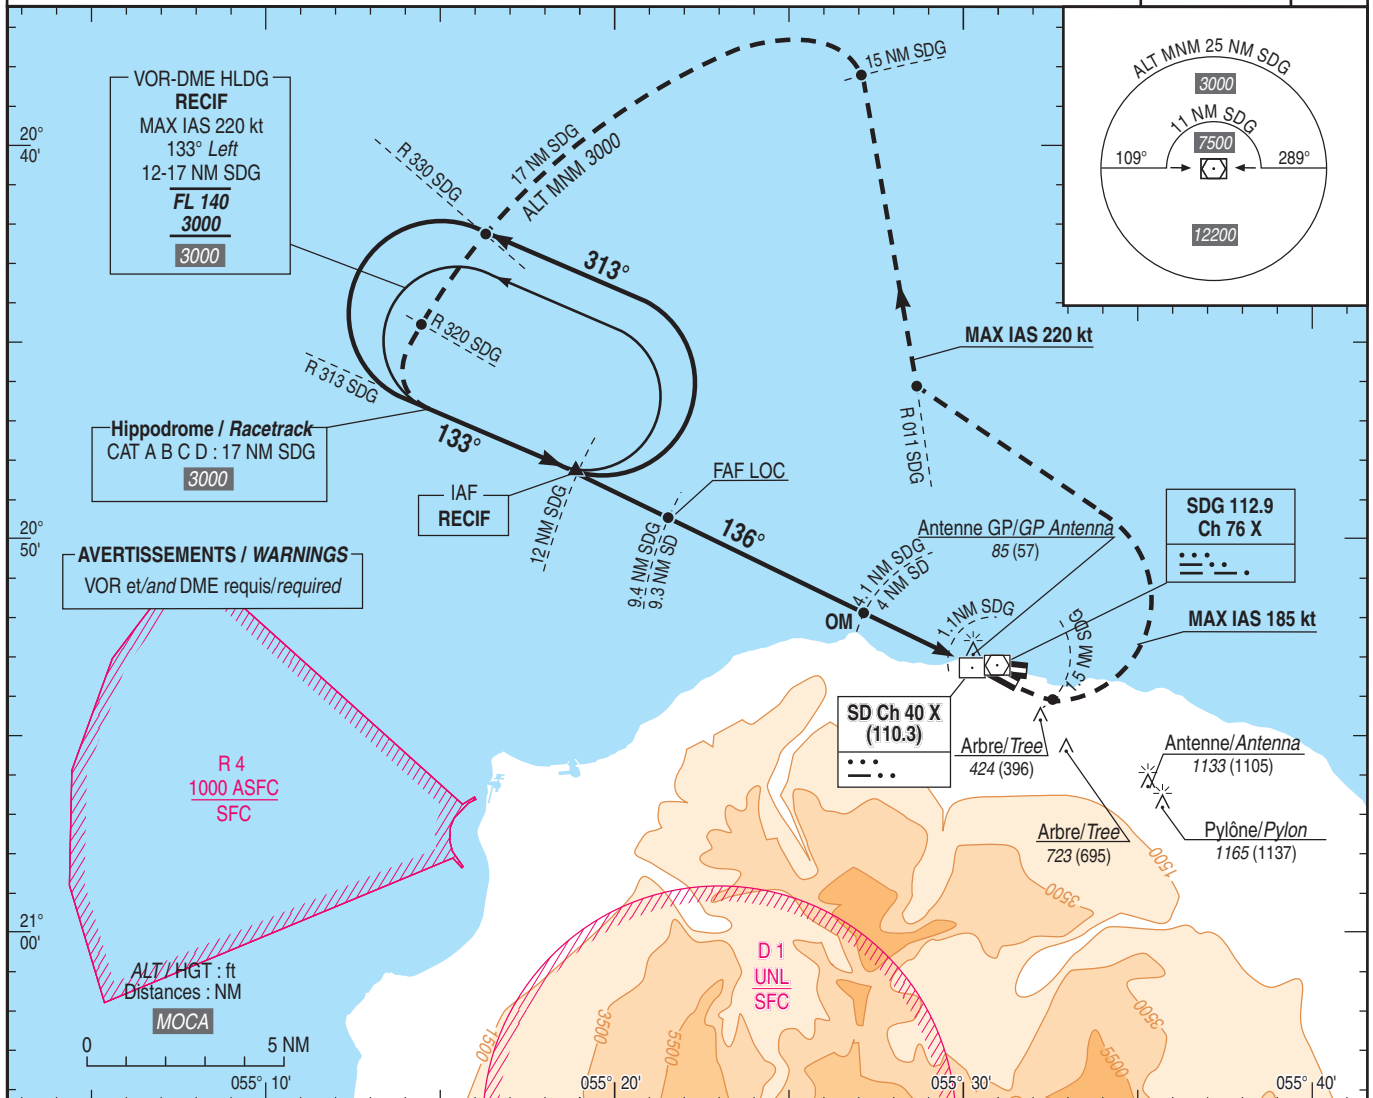 VOR-DME HLDG
RECIF
MAX IAS 220 kt
133° Left
12-17 NM SDG
FL 140
3000
3000
20°
40'
R 330 SDG
17 NM SDG
ALT MNM 3000
15 NM SDG
ALT MNM 25 NM SDG
3000
11 NM SDG
7500
109°
289°
12200
313°
R 320 SDG
R 313 SDG
MAX IAS 220 kt
R 011 SDG
Hippodrome / Racetrack
CAT A B C D : 17 NM SDG
3000
133°
IAF
RECIF
12 NM SDG
FAF LOC
9.4 NM SDG
9.3 NM SD
136°
Antenne GP/GP Antenna
85 (57)
SDG 112.9
Ch 76 X
20°
50'
AVERTISSEMENTS / WARNINGS
VOR et/and DME requis/required
4.1 NM SDG
4 NM SD
OM
1.1NM SDG
1.5 NM SDG
MAX IAS 185 kt
SD Ch 40 X
(110.3)
Arbre/Tree
424 (396)
Antenne/Antenna
1133 (1105)
Arbre/Tree
723 (695)
Pylône/Pylon
1165 (1137)
R 4
1000 ASFC
SFC
1500
3500
21°
00'
D 1
UNL
SFC
ALT / HGT : ft
Distances : NM
MOCA
0 5 NM
1500
3500
5500
3500
5500
055° 10'
055° 20'
055° 30'
055° 40'